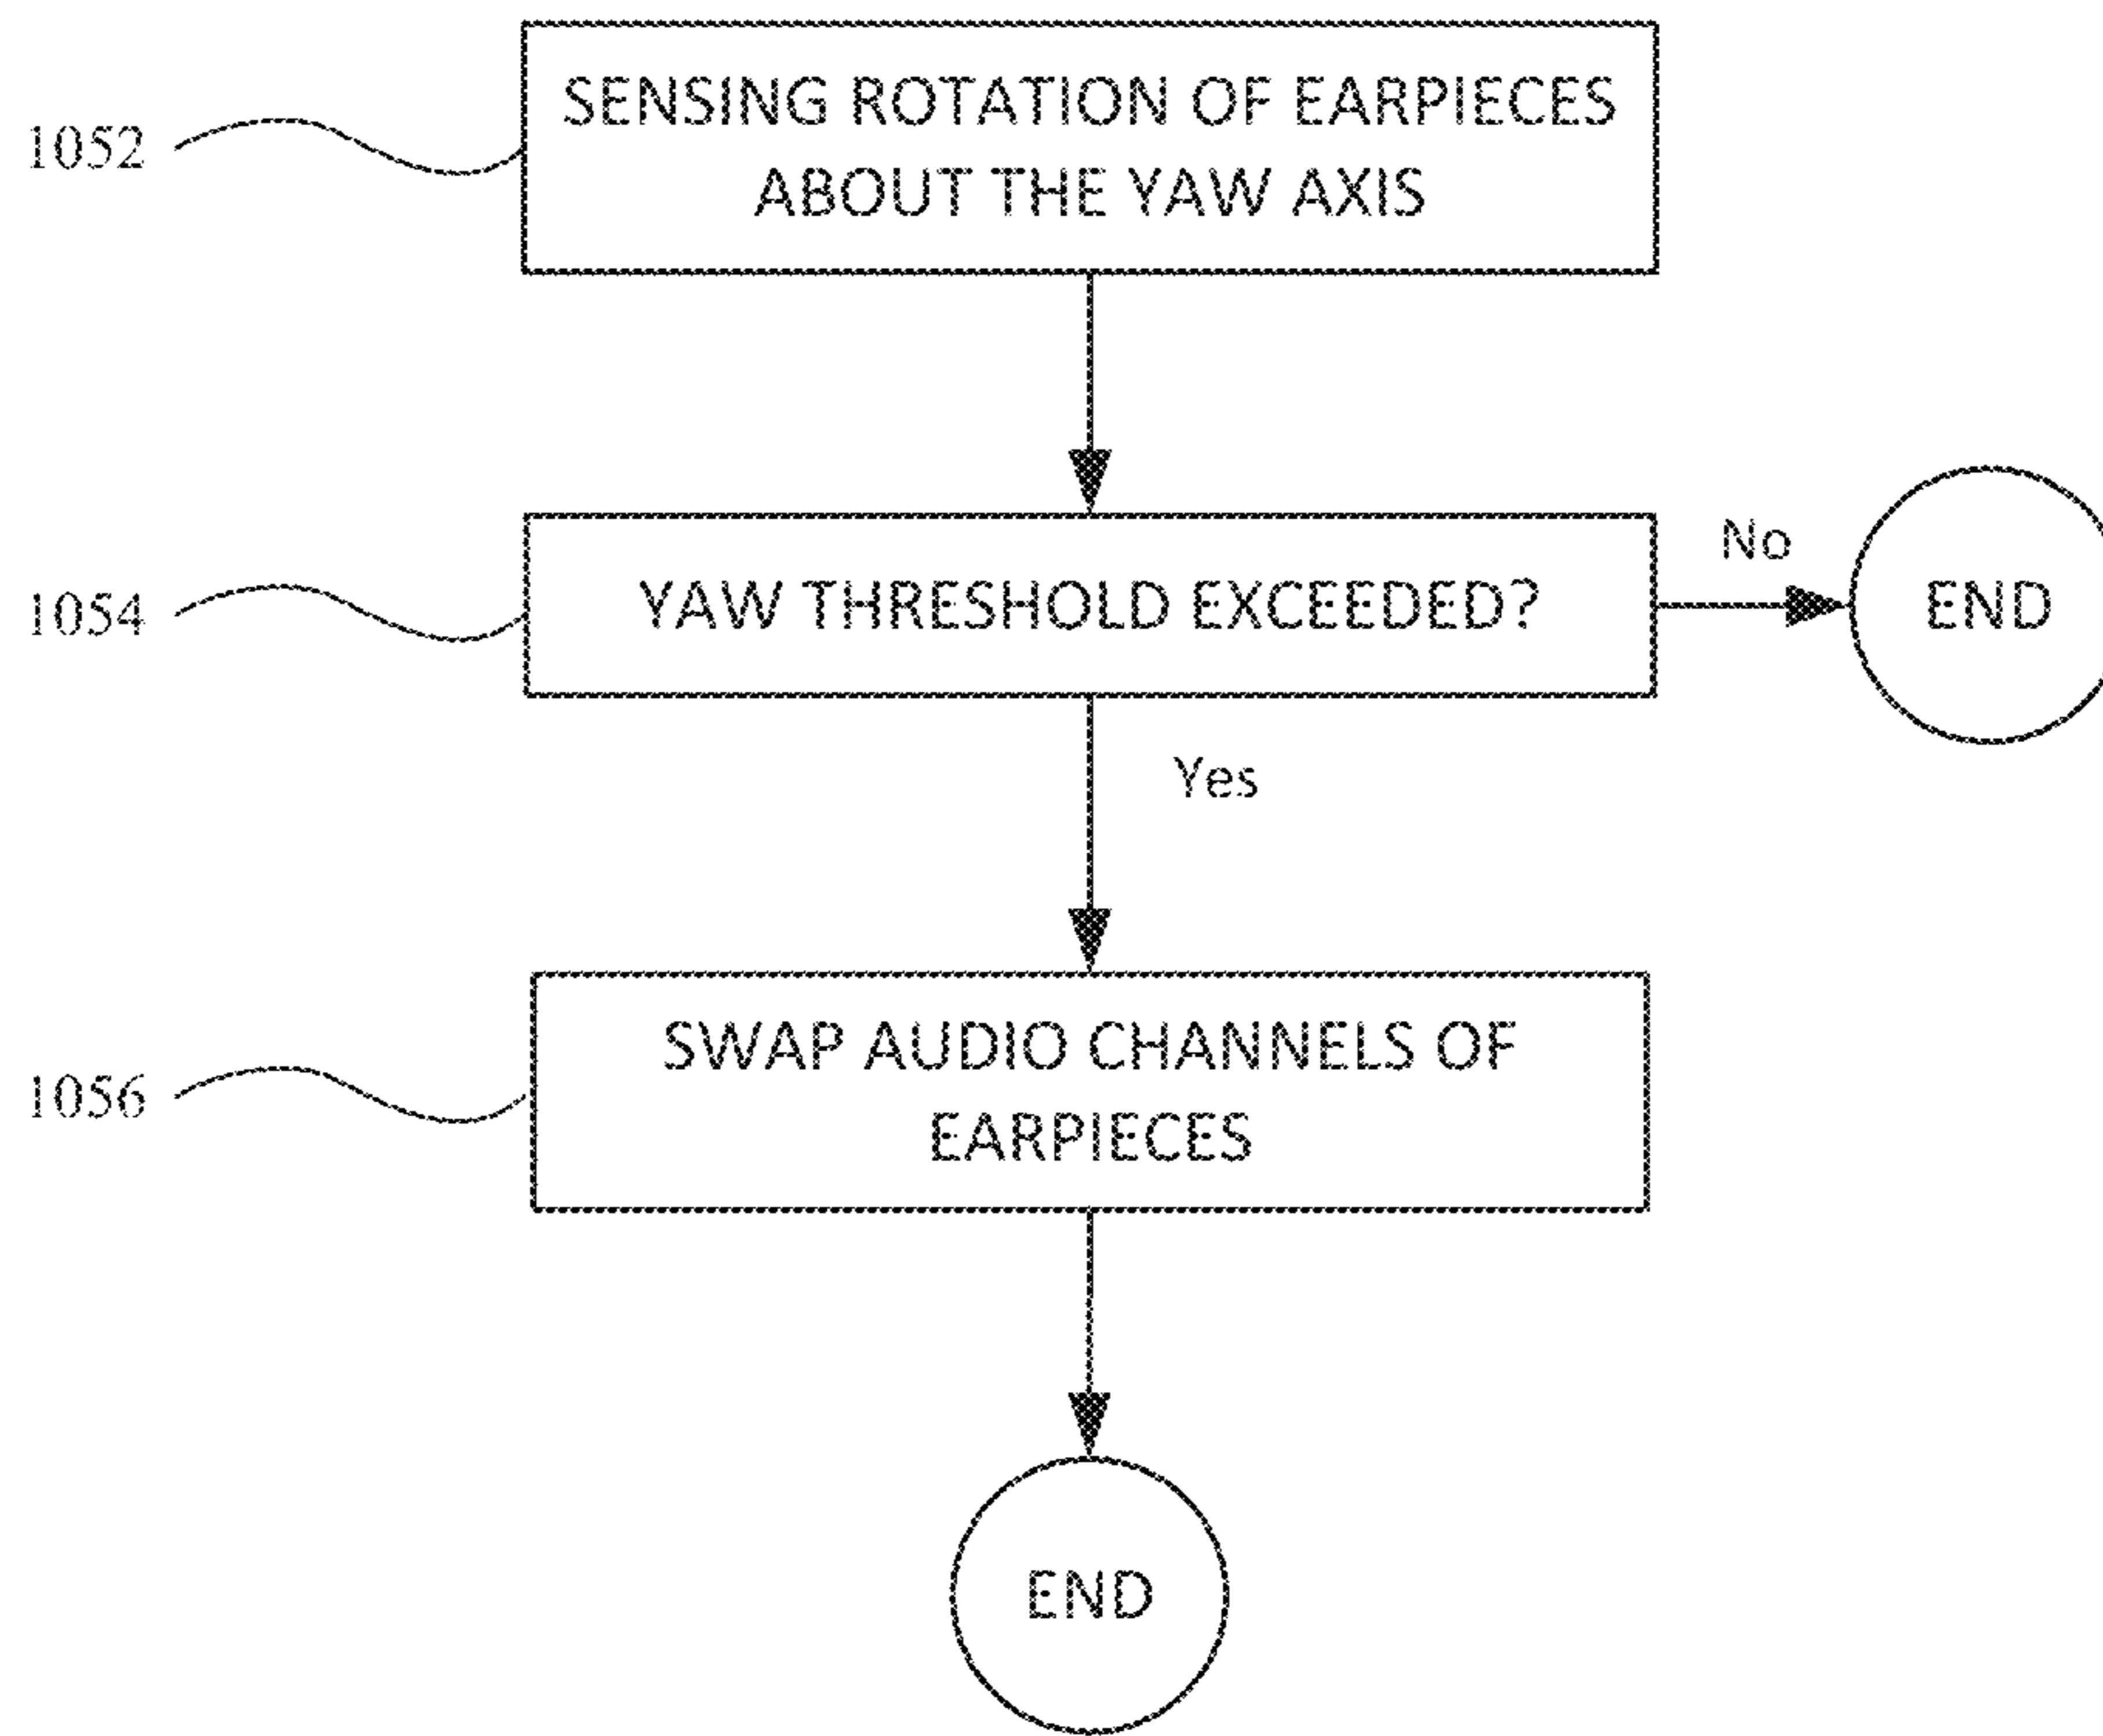 1052
SENSING ROTATION OF EARPIECES
ABOUT THE YAW AXIS
1054
YAW THRESHOLD EXCEEDED?
No
END
Yes
1056
SWAP AUDIO CHANNELS OF
EARPIECES
END